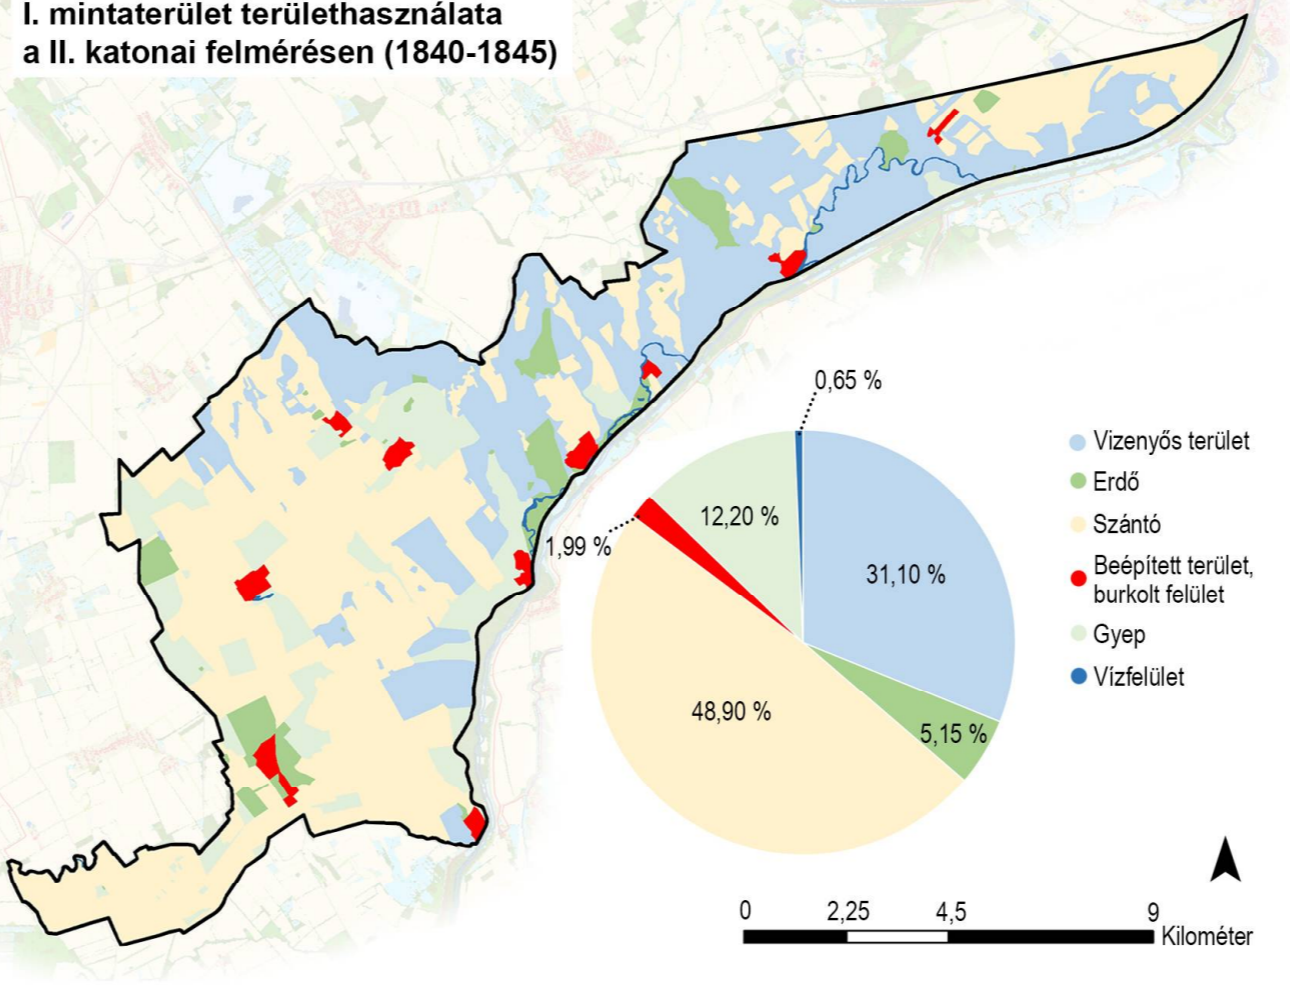 I. mintaterület területhasználata
a II. katonai felmérésen (1840-1845)
0,65 %
12,20 %
1,99 %
31,10 %
48,90 %
5,15 %
Vizenyős terület
Erdő
Szántó
Beépített terület,
burkolt felület
Gyep
Vízfelület
0 2,25 4,5 9
Kilométer